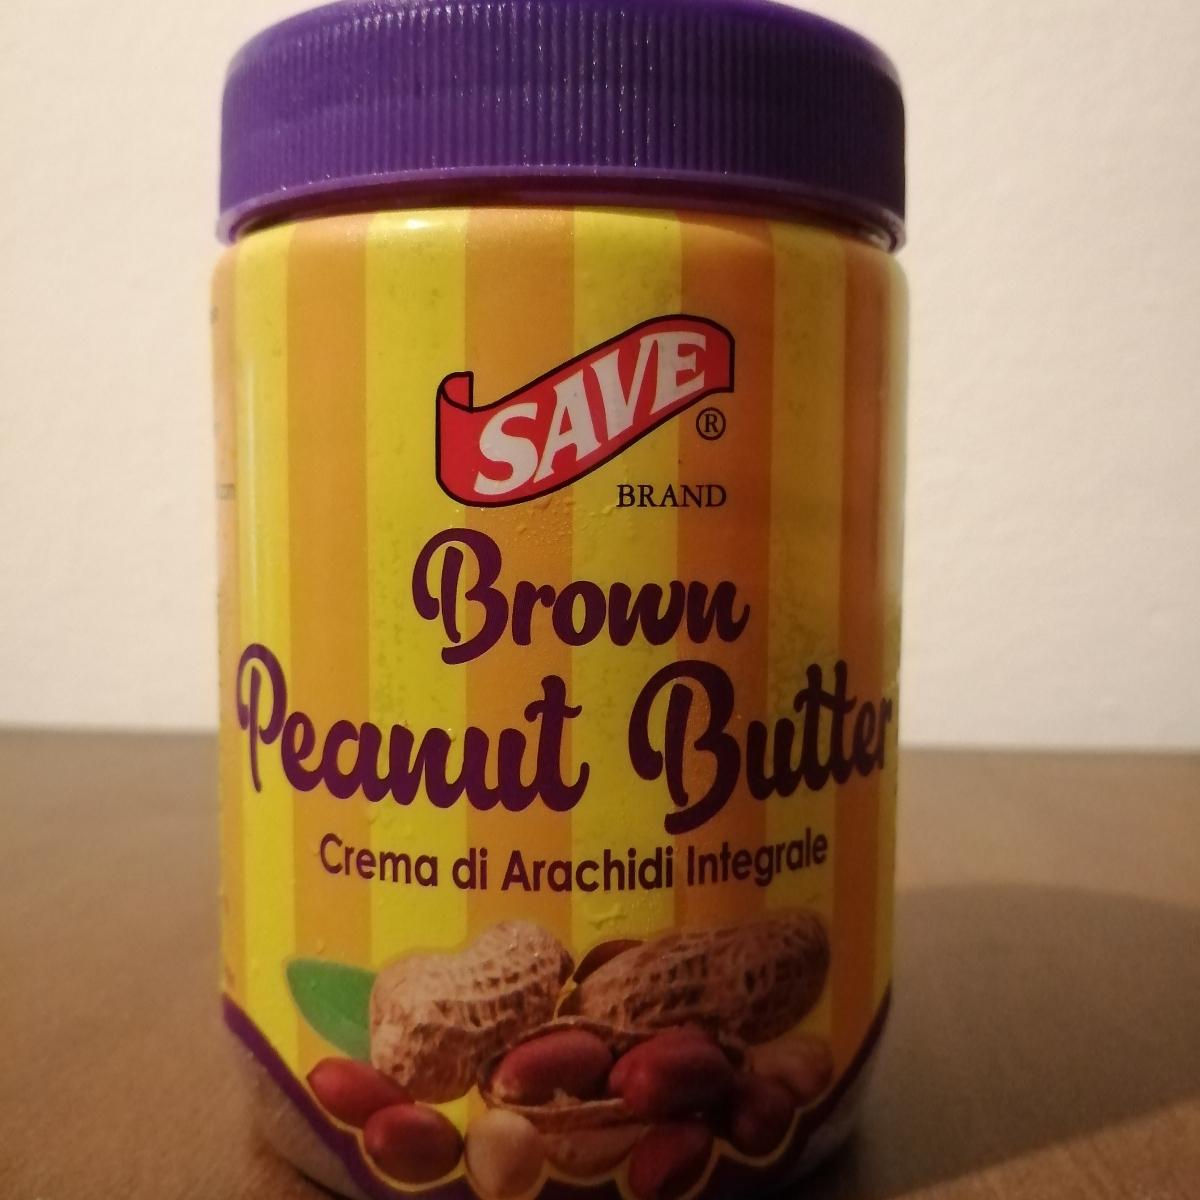 SAVE
®
BRAND
Brown
Peanut Butter
Crema di Arachidi Integrale